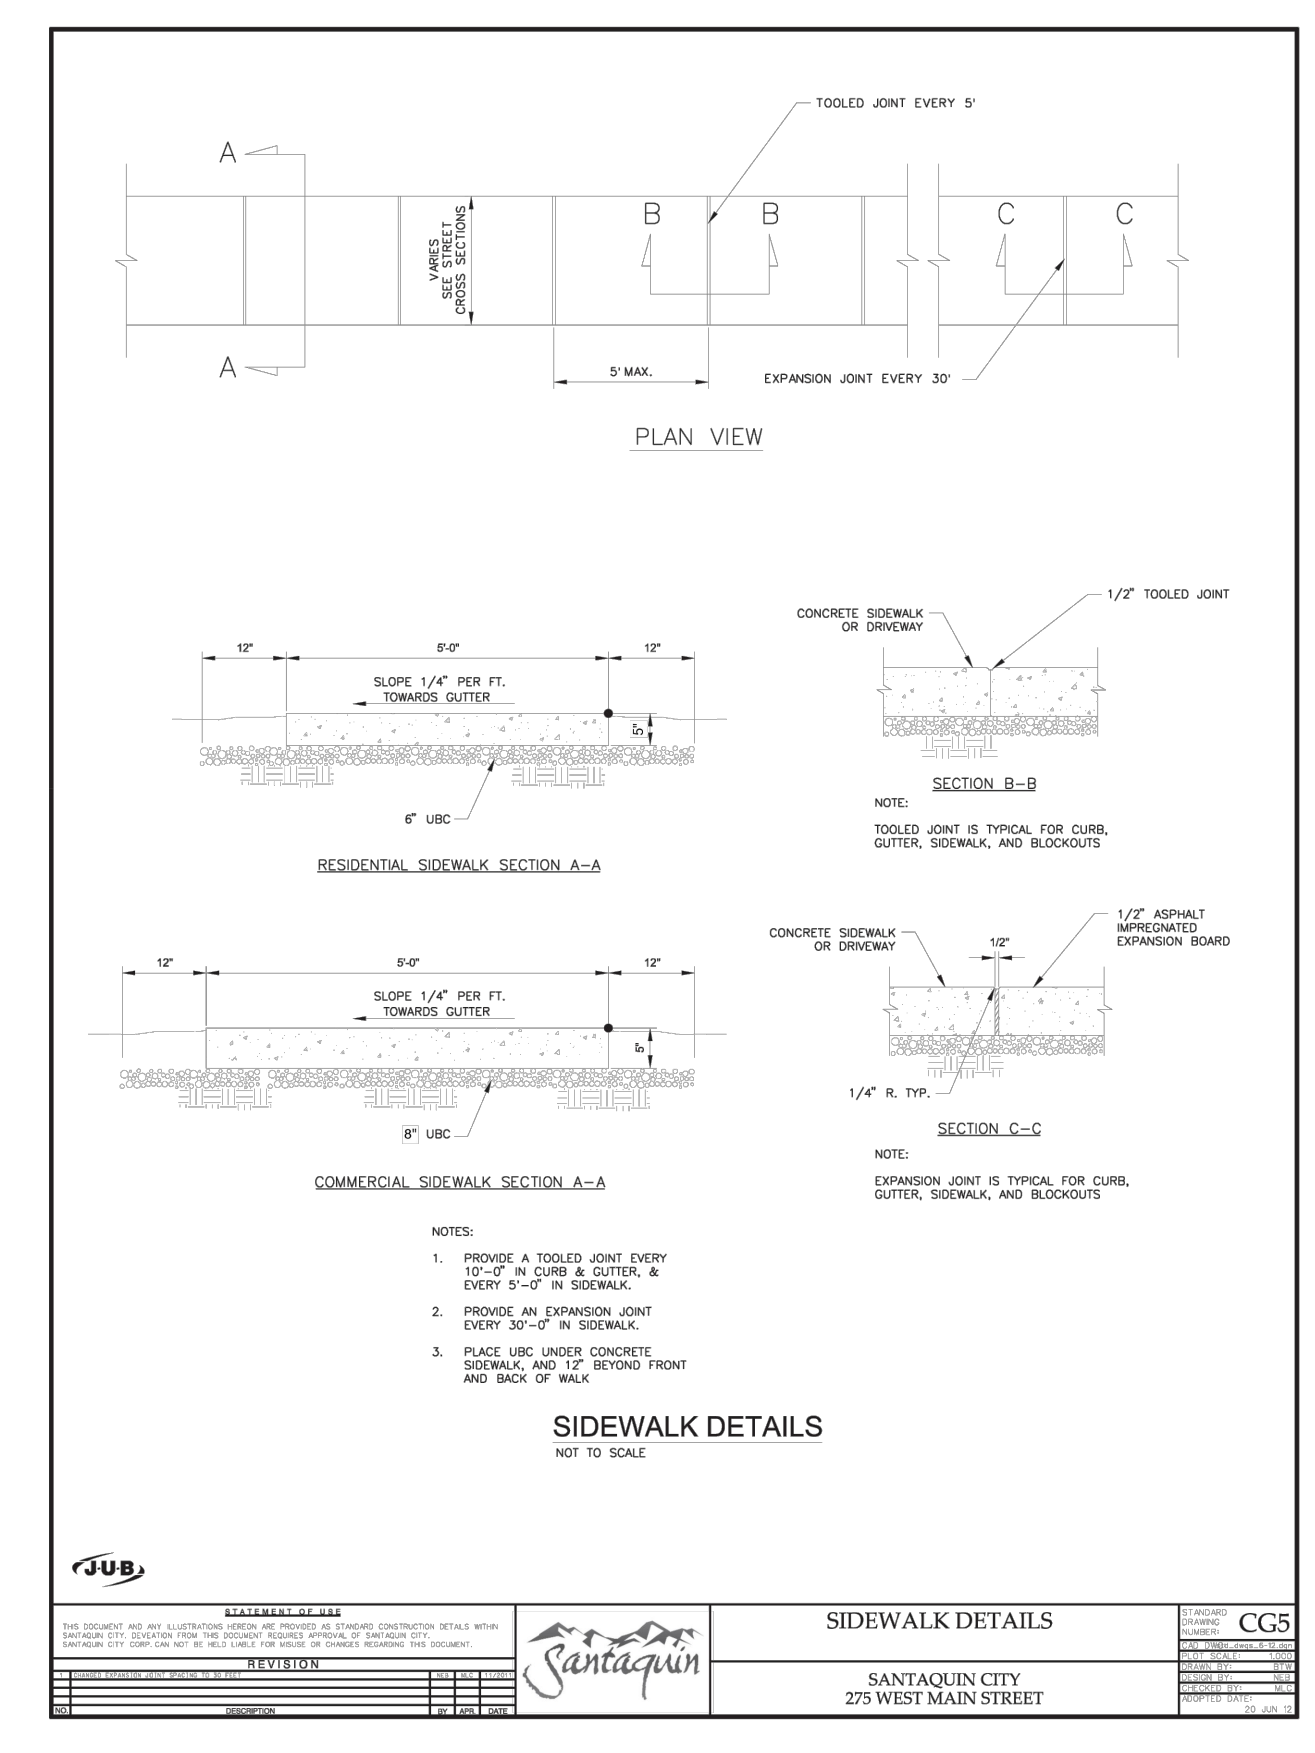 TOOLED JOINT EVERY 5'
A
B
B
C
C
VARIES
SEE STREET
CROSS SECTIONS
A
5' MAX.
EXPANSION JOINT EVERY 30'
PLAN VIEW
12"
5'-0"
12"
SLOPE 1/4" PER FT.
TOWARDS GUTTER
5"
6" UBC
RESIDENTIAL SIDEWALK SECTION A-A
1/2" TOOLED JOINT
CONCRETE SIDEWALK
OR DRIVEWAY
SECTION B-B
NOTE:
TOOLED JOINT IS TYPICAL FOR CURB,
GUTTER, SIDEWALK, AND BLOCKOUTS
12"
5'-0"
12"
SLOPE 1/4" PER FT.
TOWARDS GUTTER
5"
8" UBC
COMMERCIAL SIDEWALK SECTION A-A
CONCRETE SIDEWALK
OR DRIVEWAY
1/2"
1/2" ASPHALT
IMPREGNATED
EXPANSION BOARD
1/4" R. TYP.
SECTION C-C
NOTE:
EXPANSION JOINT IS TYPICAL FOR CURB,
GUTTER, SIDEWALK, AND BLOCKOUTS
NOTES:
1. PROVIDE A TOOLED JOINT EVERY
10'-0" IN CURB & GUTTER, &
EVERY 5'-0" IN SIDEWALK.
2. PROVIDE AN EXPANSION JOINT
EVERY 30'-0" IN SIDEWALK.
3. PLACE UBC UNDER CONCRETE
SIDEWALK, AND 12" BEYOND FRONT
AND BACK OF WALK
SIDEWALK DETAILS
NOT TO SCALE
J-U-B
STATEMENT OF USE
THIS DOCUMENT AND ANY ILLUSTRATIONS HEREON ARE PROVIDED AS STANDARD CONSTRUCTION DETAILS WITHIN
SANTAQUIN CITY. DEVEATION FROM THIS DOCUMENT REQUIRES APPROVAL OF SANTAQUIN CITY.
SANTAQUIN CITY CORP. CAN NOT BE HELD LIABLE FOR MISUSE OR CHANGES REGARDING THIS DOCUMENT.
REVISION
1 CHANGED EXPANSION JOINT SPACING TO 30 FEET NEB MLC 11/2011
NO. DESCRIPTION BY APR. DATE
Santaquin
SIDEWALK DETAILS
SANTAQUIN CITY
275 WEST MAIN STREET
STANDARD
DRAWING
NUMBER: CG5
PLOT SCALE: 1.000
DRAWN BY: BTW
DESIGN BY: NEB
CHECKED BY: MLC
ADOPTED DATE:
20 JUN 12